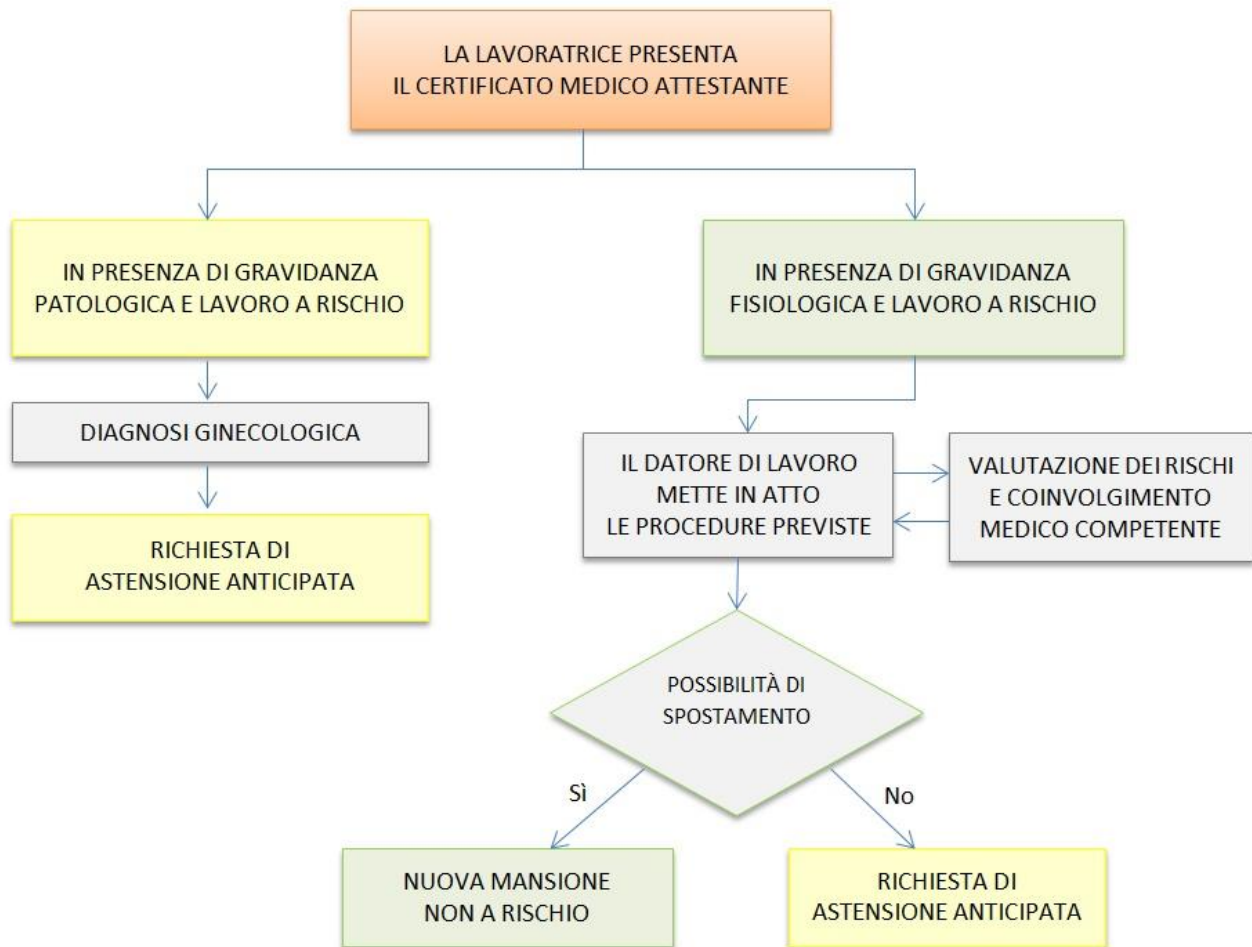 LA LAVORATRICE PRESENTA
IL CERTIFICATO MEDICO ATTESTANTE
IN PRESENZA DI GRAVIDANZA
PATOLOGICA E LAVORO A RISCHIO
DIAGNOSI GINECOLOGICA
RICHIESTA DI
ASTENSIONE ANTICIPATA
IN PRESENZA DI GRAVIDANZA
FISIOLOGICA E LAVORO A RISCHIO
IL DATORE DI LAVORO
METTE IN ATTO
LE PROCEDURE PREVISTE
VALUTAZIONE DEI RISCHI
E COINVOLGIMENTO
MEDICO COMPETENTE
POSSIBILITÀ DI
SPOSTAMENTO
Sì
No
NUOVA MANSIONE
NON A RISCHIO
RICHIESTA DI
ASTENSIONE ANTICIPATA